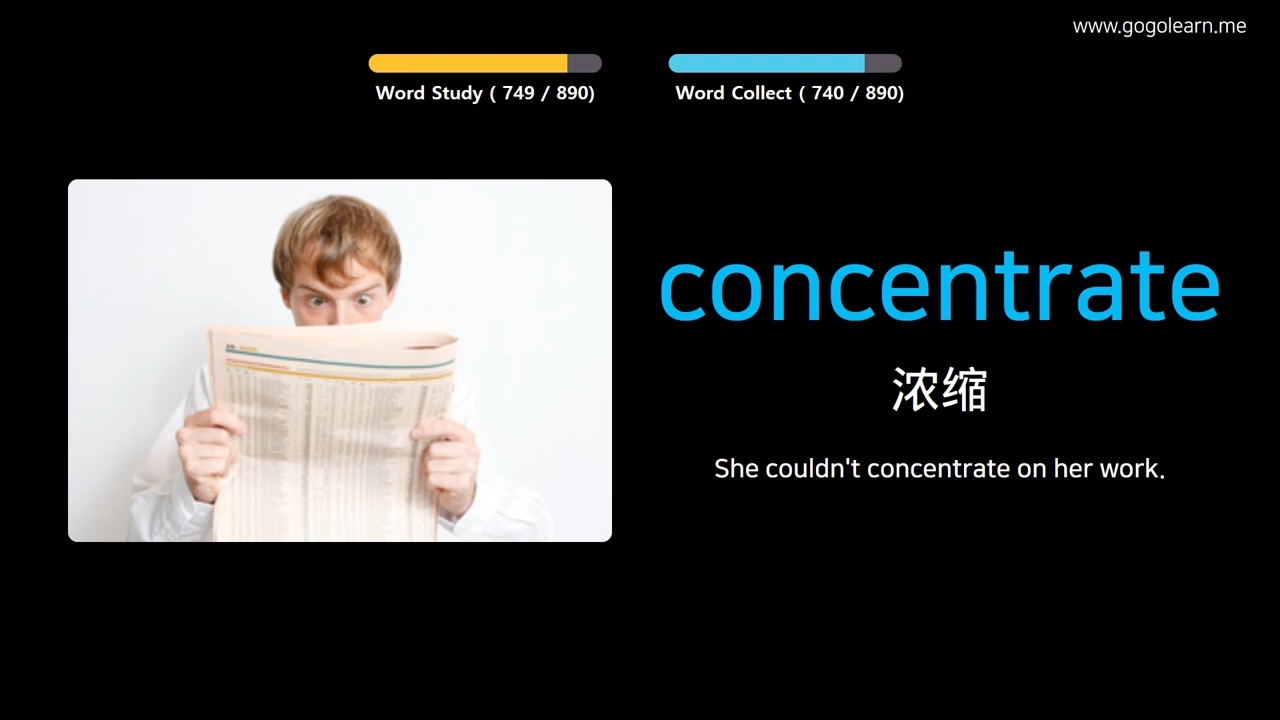 www.gogolearn.me
Word Study ( 749 / 890)
Word Collect ( 740 / 890)
concentrate
浓缩
She couldn't concentrate on her work.